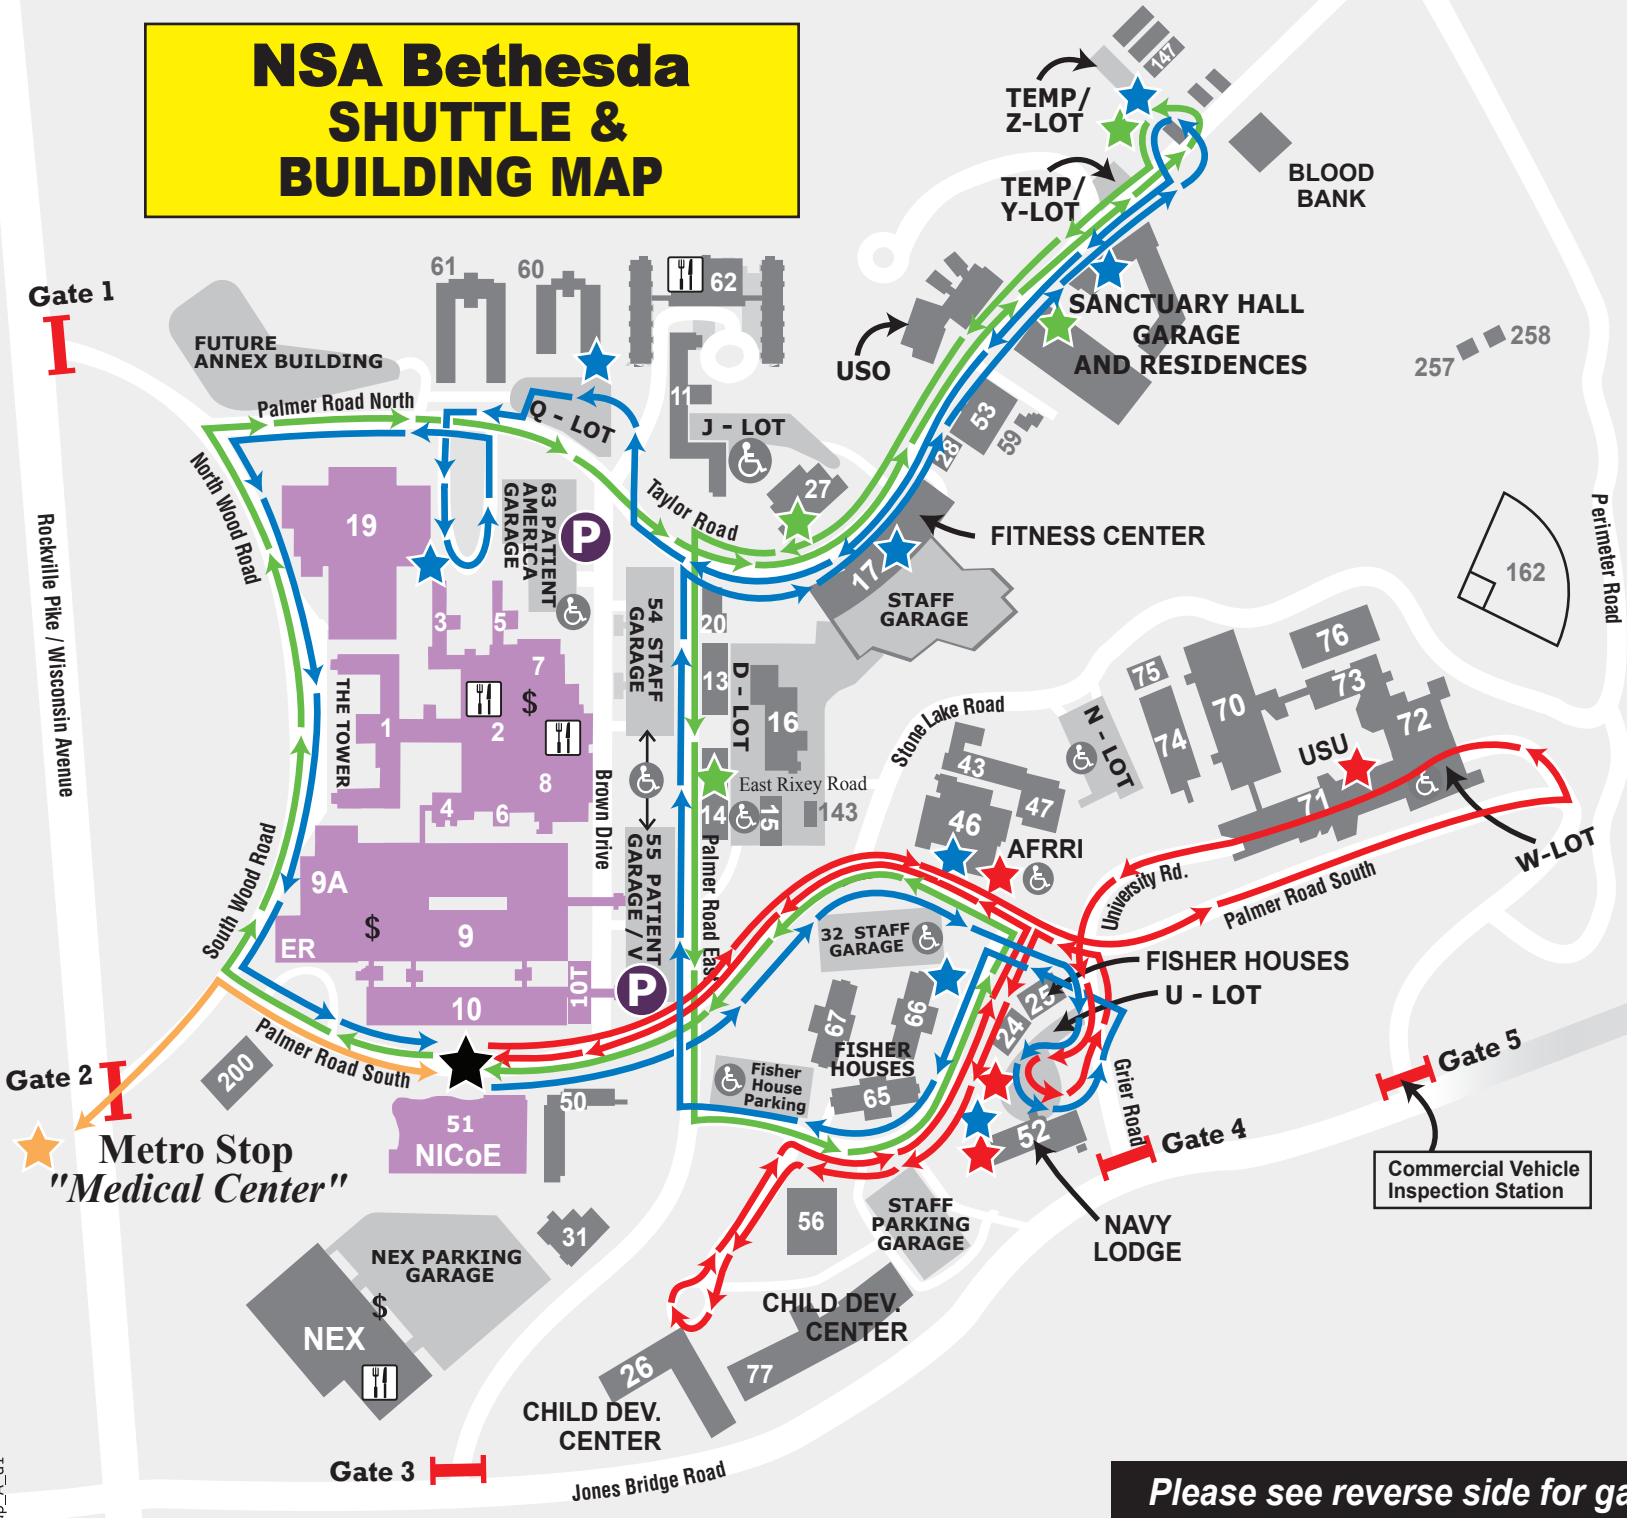 NSA Bethesda
SHUTTLE &
BUILDING MAP
147
TEMP/
Z-LOT
TEMP/
Y-LOT
BLOOD
BANK
Gate 1
61
60
62
FUTURE
ANNEX BUILDING
SANCTUARY HALL
GARAGE
AND RESIDENCES
USO
257
258
Palmer Road North
Q - LOT
11
J - LOT
53
59
28
27
North Wood Road
Taylor Road
19
63 PATIENT
AMERICA
GARAGE
P
FITNESS CENTER
17
STAFF
GARAGE
162
Perimeter Road
Rockville Pike / Wisconsin Avenue
3
5
7
$
2
8
THE TOWER
1
4
6
54 STAFF
GARAGE
20
13
D - LOT
16
Brown Drive
East Rixey Road
14
15
143
Stone Lake Road
N - LOT
75
74
70
76
73
72
USU
71
W-LOT
43
47
46
AFRRI
University Rd.
Palmer Road South
South Wood Road
9A
9
$
ER
10
10T
55 PATIENT
GARAGE / V
P
Palmer Road East
32 STAFF
GARAGE
FISHER HOUSES
U - LOT
25
24
67
66
FISHER
HOUSES
65
Fisher
House
Parking
Palmer Road South
200
Gate 2
Metro Stop
"Medical Center"
51
NICoE
50
52
Grier Road
Gate 4
Gate 5
Commercial Vehicle
Inspection Station
NAVY
LODGE
56
STAFF
PARKING
GARAGE
31
NEX PARKING
GARAGE
$
NEX
CHILD DEV.
CENTER
77
26
CHILD DEV.
CENTER
Gate 3
Jones Bridge Road
Please see reverse side for ga